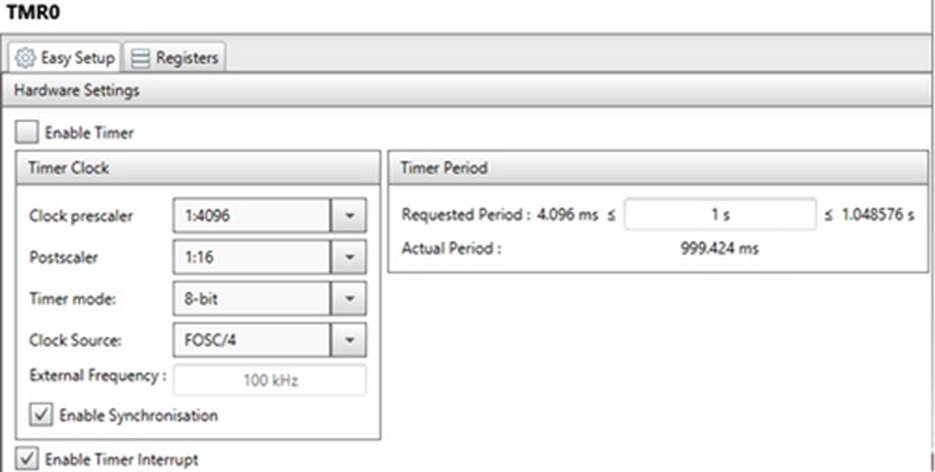 TMR0
Easy Setup Registers
Hardware Settings
Enable Timer
Timer Clock
Clock prescaler 1:4096
Postscaler 1:16
Timer mode: 8-bit
Clock Source: FOSC/4
External Frequency : 100 kHz
Enable Synchronisation
Timer Period
Requested Period : 4.096 ms ≤ 1 s ≤ 1.048576 s
Actual Period : 999.424 ms
Enable Timer Interrupt